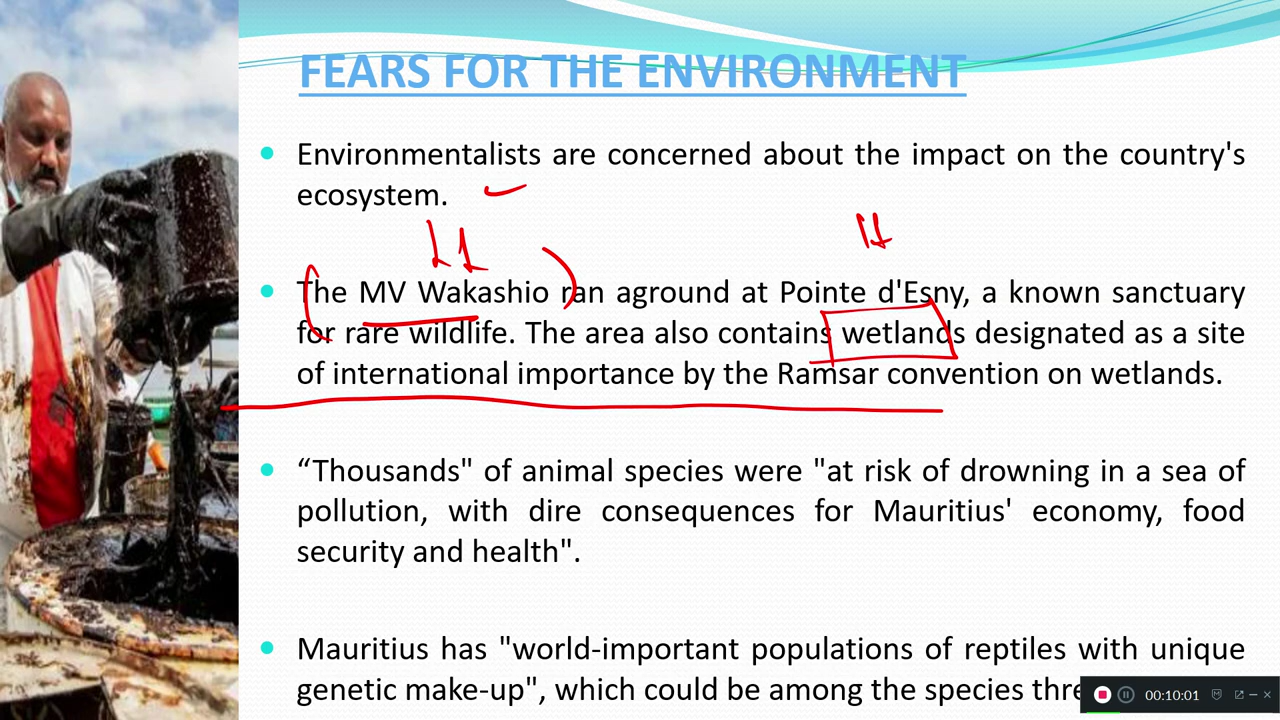 FEARS FOR THE ENVIRONMENT
Environmentalists are concerned about the impact on the country's
ecosystem.
The MV Wakashio ran aground at Pointe d'Esny, a known sanctuary
for rare wildlife. The area also contains wetlands designated as a site
of international importance by the Ramsar convention on wetlands.
“Thousands" of animal species were "at risk of drowning in a sea of
pollution, with dire consequences for Mauritius' economy, food
security and health".
Mauritius has "world-important populations of reptiles with unique
genetic make-up", which could be among the species
00:10:01